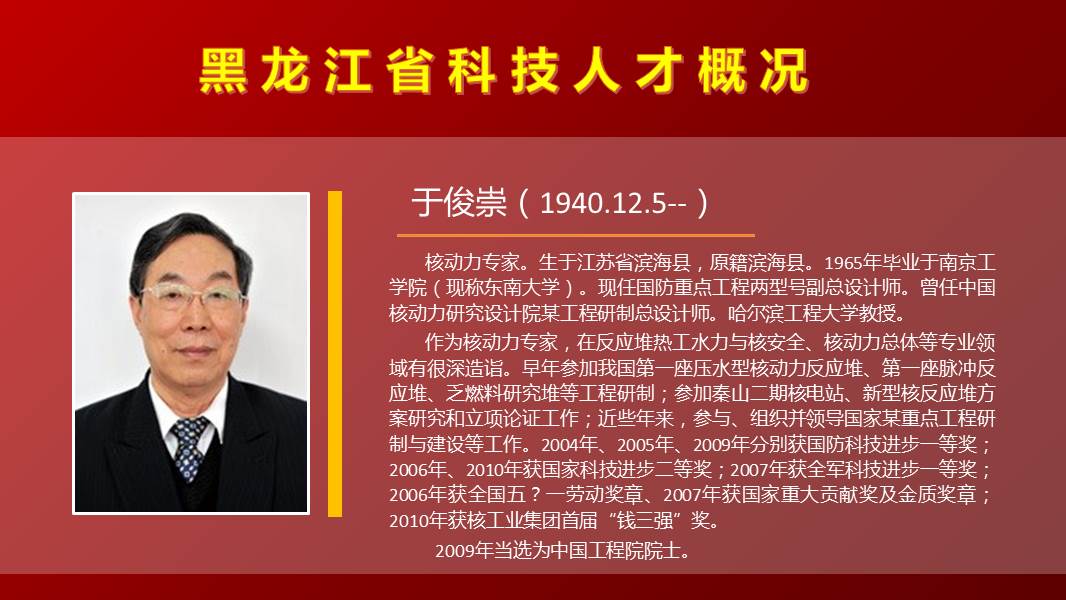 黑龙江省科技人才概况
于俊崇（1940.12.5--）
核动力专家。生于江苏省滨海县，原籍滨海县。1965年毕业于南京工
学院（现称东南大学）。现任国防重点工程两型号副总设计师。曾任中国
核动力研究设计院某工程研制总设计师。哈尔滨工程大学教授。
作为核动力专家，在反应堆热工水力与核安全、核动力总体等专业领
域有很深造诣。早年参加我国第一座压水型核动力反应堆、第一座脉冲反
应堆、乏燃料研究堆等工程研制；参加秦山二期核电站、新型核反应堆方
案研究和立项论证工作；近些年来，参与、组织并领导国家某重点工程研
制与建设等工作。2004年、2005年、2009年分别获国防科技进步一等奖；
2006年、2010年获国家科技进步二等奖；2007年获全军科技进步一等奖；
2006年获全国五？一劳动奖章、2007年获国家重大贡献奖及金质奖章；
2010年获核工业集团首届“钱三强”奖。
2009年当选为中国工程院院士。